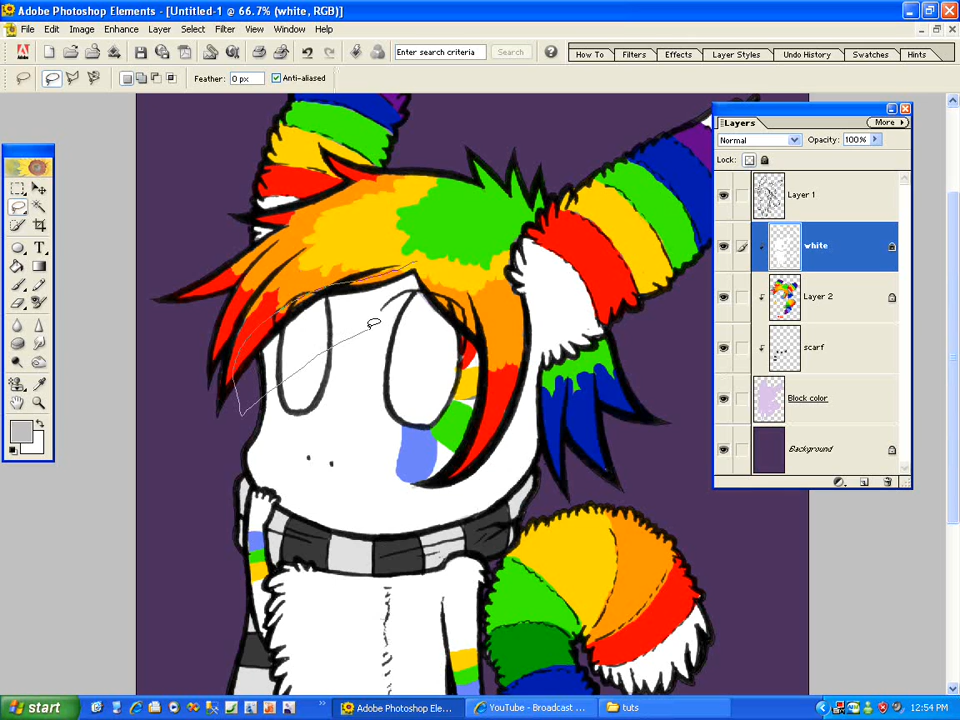 Adobe Photoshop Elements - [Untitled-1 @ 66.7% (white, RGB)]
File Edit Image Enhance Layer Select Filter View Window Help
Enter search criteria Search How To Filters Effects Layer Styles Undo History Swatches Hints
Feather: 0 px Anti-aliased
Layers More
Normal Opacity: 100%
Lock:
Layer 1
white
Layer 2
scarf
Block color
Background
start Adobe Photoshop Ele... YouTube - Broadcast ... tuts 12:54 PM